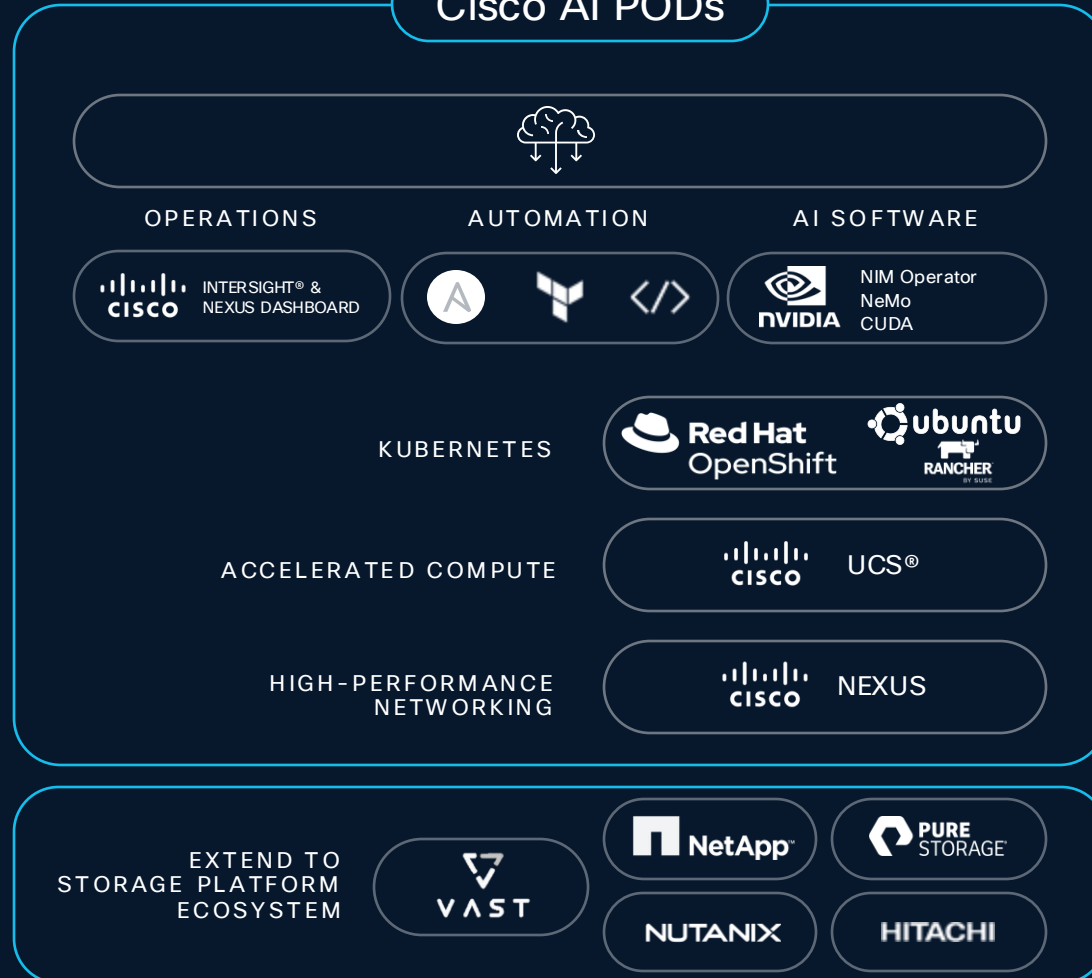 Cisco AI PODs
OPERATIONS
AUTOMATION
AI SOFTWARE
CISCO
INTERSIGHT® &
NEXUS DASHBOARD
</>
NVIDIA
NIM Operator
NeMo
CUDA
KUBERNETES
Red Hat
OpenShift
ubuntu
RANCHER
BY SUSE
ACCELERATED COMPUTE
CISCO
UCS®
HIGH-PERFORMANCE
NETWORKING
CISCO
NEXUS
EXTEND TO
STORAGE PLATFORM
ECOSYSTEM
VAST
NetApp™
PURE
STORAGE®
NUTANIX
HITACHI